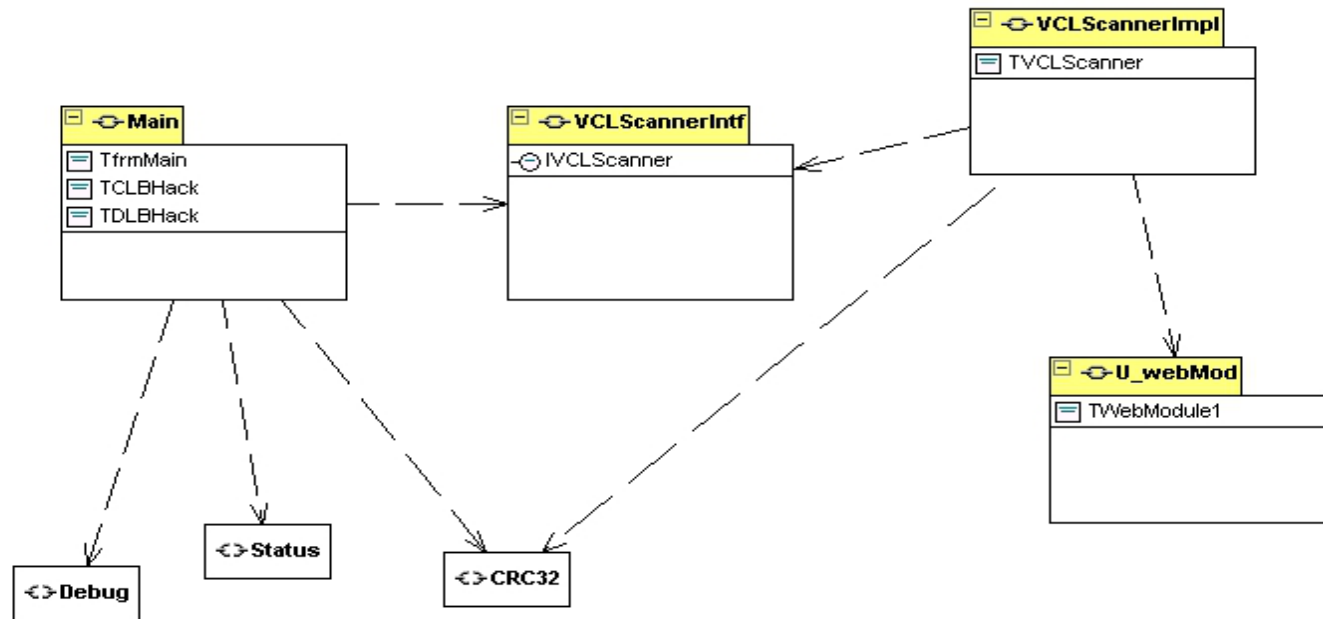 VCLScannerImpl
TVCLScanner
Main
TfrmMain
TCLBHack
TDLBHack
VCLScannerIntf
IVCLScanner
U_webMod
TWebModule1
Status
CRC32
Debug